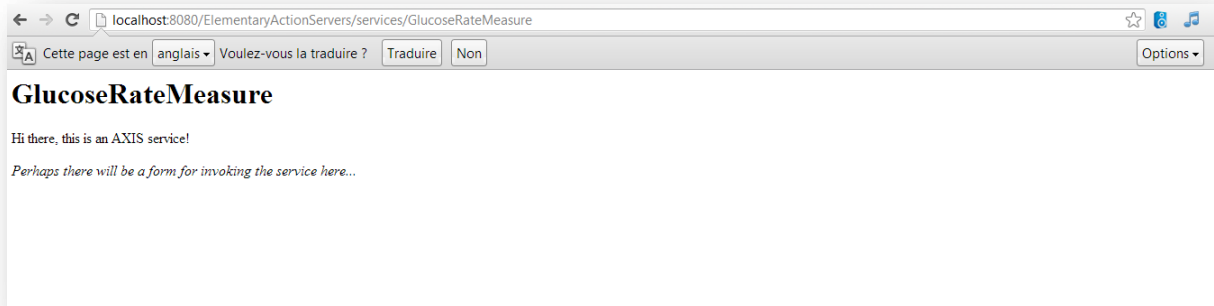 localhost:8080/ElementaryActionServers/services/GlucoseRateMeasure
Cette page est en anglais Voulez-vous la traduire ? Traduire Non Options
GlucoseRateMeasure
Hi there, this is an AXIS service!
Perhaps there will be a form for invoking the service here...